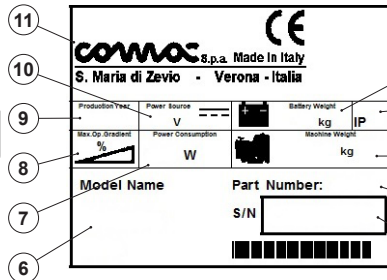 11
CE
comac S.p.a. Made in Italy
10
S. Maria di Zevio - Verona - Italia
Production Year Power Source Battery Weight
9 V kg IP
Max.Op.Gradient Power Consumption Machine Weight
% W kg
8
Model Name Part Number:
7 S/N
6